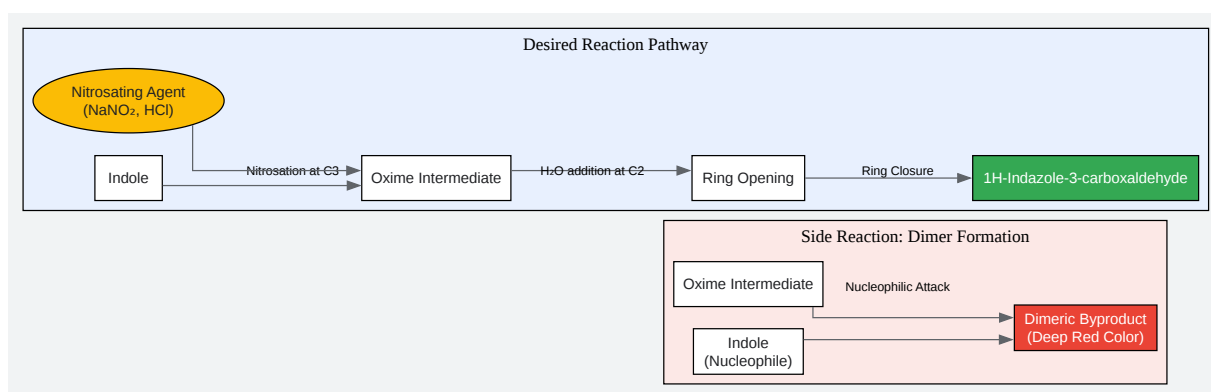 Desired Reaction Pathway
Nitrosating Agent
(NaNO₂, HCl)
Indole
Nitrosation at C3
Oxime Intermediate
H₂O addition at C2
Ring Opening
Ring Closure
1H-Indazole-3-carboxaldehyde
Side Reaction: Dimer Formation
Oxime Intermediate
Nucleophilic Attack
Indole
(Nucleophile)
Dimeric Byproduct
(Deep Red Color)